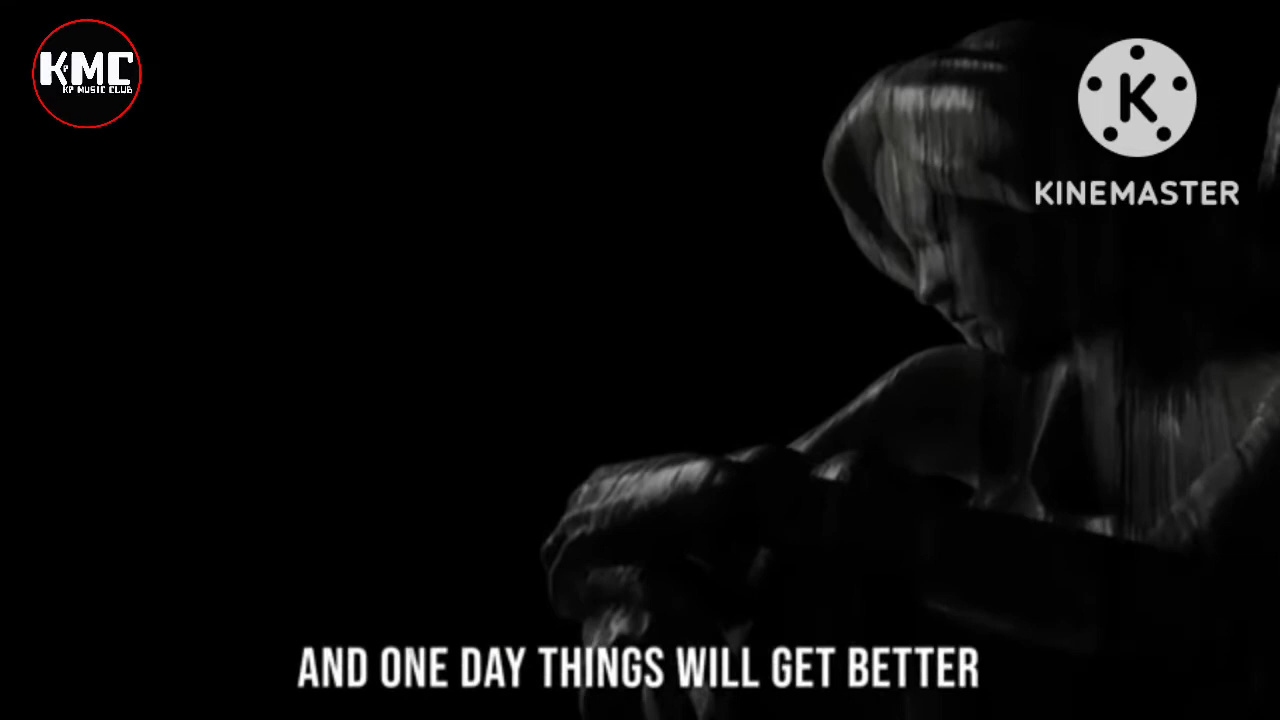 KMC
KP MUSIC CLUB
K
KINEMASTER
AND ONE DAY THINGS WILL GET BETTER